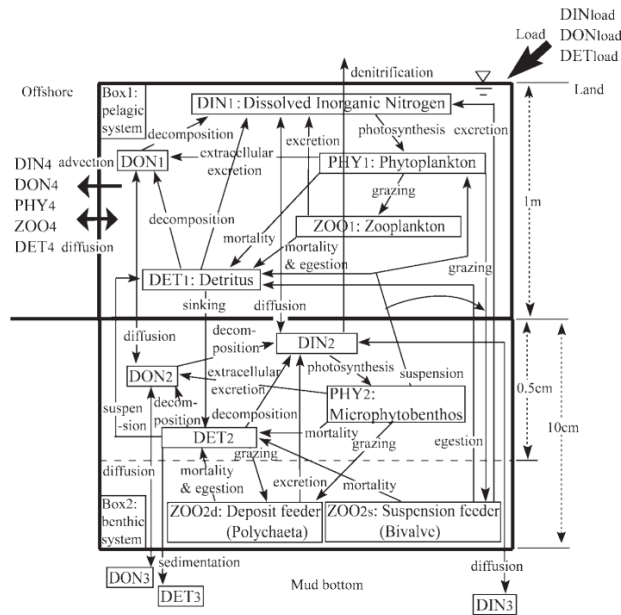 DINload
DONload
DETload
Load
denitrification
Offshore
Land
Box1:
pelagic
system
DIN1: Dissolved Inorganic Nitrogen
decomposition
photosynthesis
excretion
DIN4
advection
DON4
PHY4
ZOO4
DET4
diffusion
DON1
extracellular
excretion
excretion
PHY1: Phytoplankton
grazing
1m
decomposition
ZOO1: Zooplankton
mortality
mortality
& egestion
grazing
DET1: Detritus
sinking
diffusion
diffusion
decom-
position
DIN2
photosynthesis
DON2
extracellular
excretion
suspension
0.5cm
10cm
PHY2:
Microphytobenthos
suspen
-sion
decom-
position
decomposition
DET2
mortality
grazing
grazing
egestion
diffusion
mortality
& egestion
excretion
mortality
Box2:
benthic
system
ZOO2d: Deposit feeder
(Polychaeta)
ZOO2s: Suspension feeder
(Bivalve)
sedimentation
diffusion
DON3
DET3
Mud bottom
DIN3